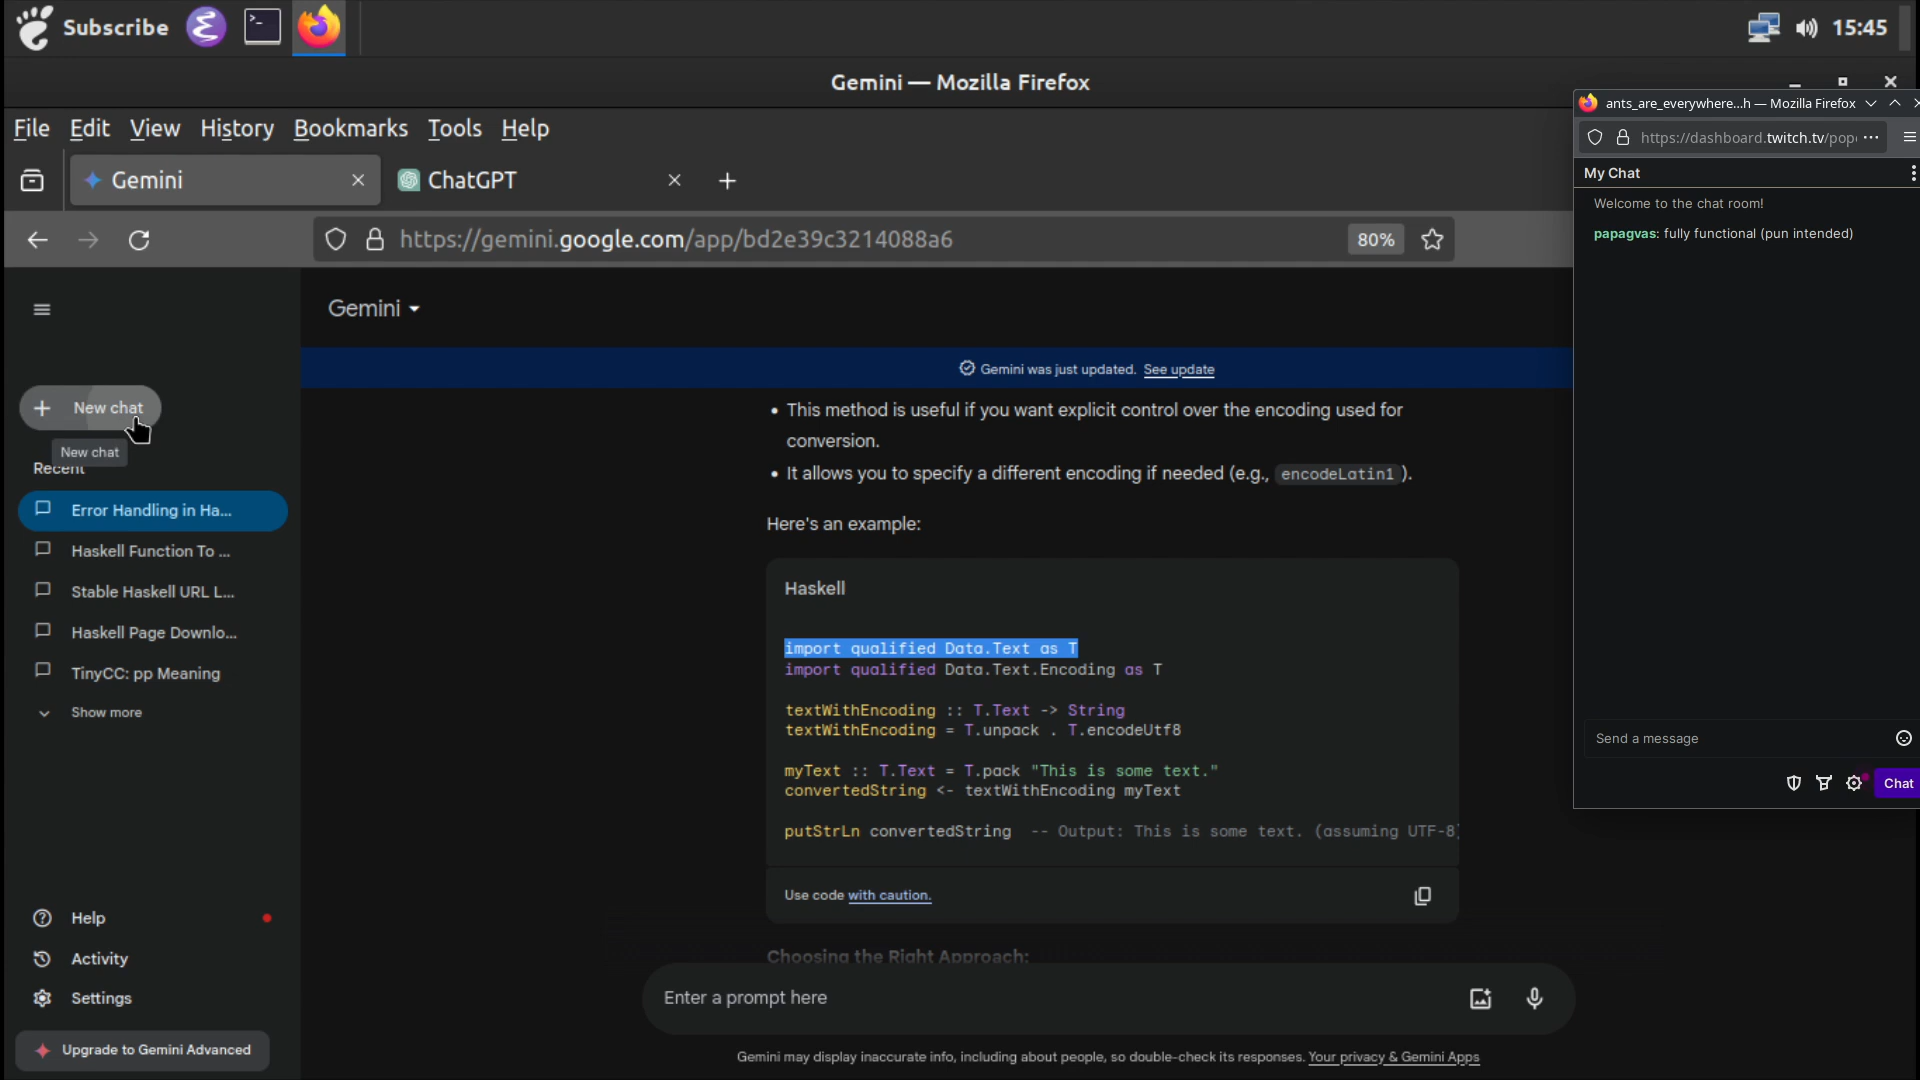 Subscribe
15:45
Gemini — Mozilla Firefox
File Edit View History Bookmarks Tools Help
Gemini
ChatGPT
https://gemini.google.com/app/bd2e39c3214088a6
80%
Gemini
New chat
New chat
Recent
Error Handling in Ha...
Haskell Function To ...
Stable Haskell URL L...
Haskell Page Downlo...
TinyCC: pp Meaning
Show more
Help
Activity
Settings
Upgrade to Gemini Advanced
Gemini was just updated. See update
• This method is useful if you want explicit control over the encoding used for
conversion.
• It allows you to specify a different encoding if needed (e.g., encodeLatin1 ).
Here's an example:
Haskell
import qualified Data.Text as T
import qualified Data.Text.Encoding as T
textWithEncoding :: T.Text -> String
textWithEncoding = T.unpack . T.encodeUtf8
myText :: T.Text = T.pack "This is some text."
convertedString <- textWithEncoding myText
putStrLn convertedString -- Output: This is some text. (assuming UTF-8
Use code with caution.
Choosing the Right Approach:
Enter a prompt here
Gemini may display inaccurate info, including about people, so double-check its responses. Your privacy & Gemini Apps
ants_are_everywhere...h — Mozilla Firefox
https://dashboard.twitch.tv/pop
My Chat
Welcome to the chat room!
papagvas: fully functional (pun intended)
Send a message
Chat